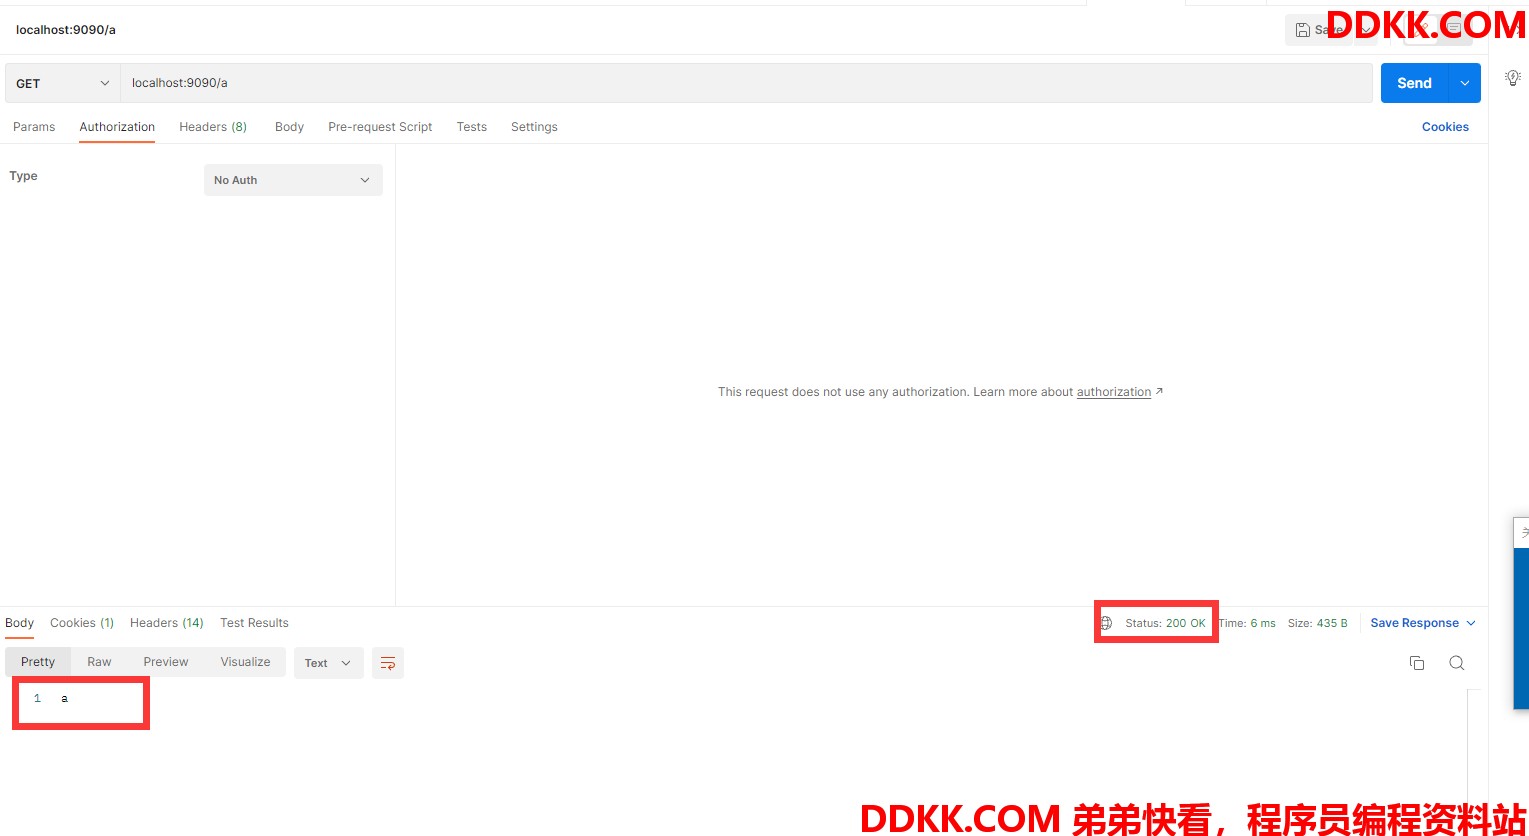 localhost:9090/a
Save
DDKK.COM
GET
localhost:9090/a
Send
Params Authorization Headers (8) Body Pre-request Script Tests Settings Cookies
Type
No Auth
This request does not use any authorization. Learn more about authorization ↗
Body Cookies (1) Headers (14) Test Results
Status: 200 OK Time: 6 ms Size: 435 B Save Response
Pretty Raw Preview Visualize Text
1 a
DDKK.COM 弟弟快看，程序员编程资料站